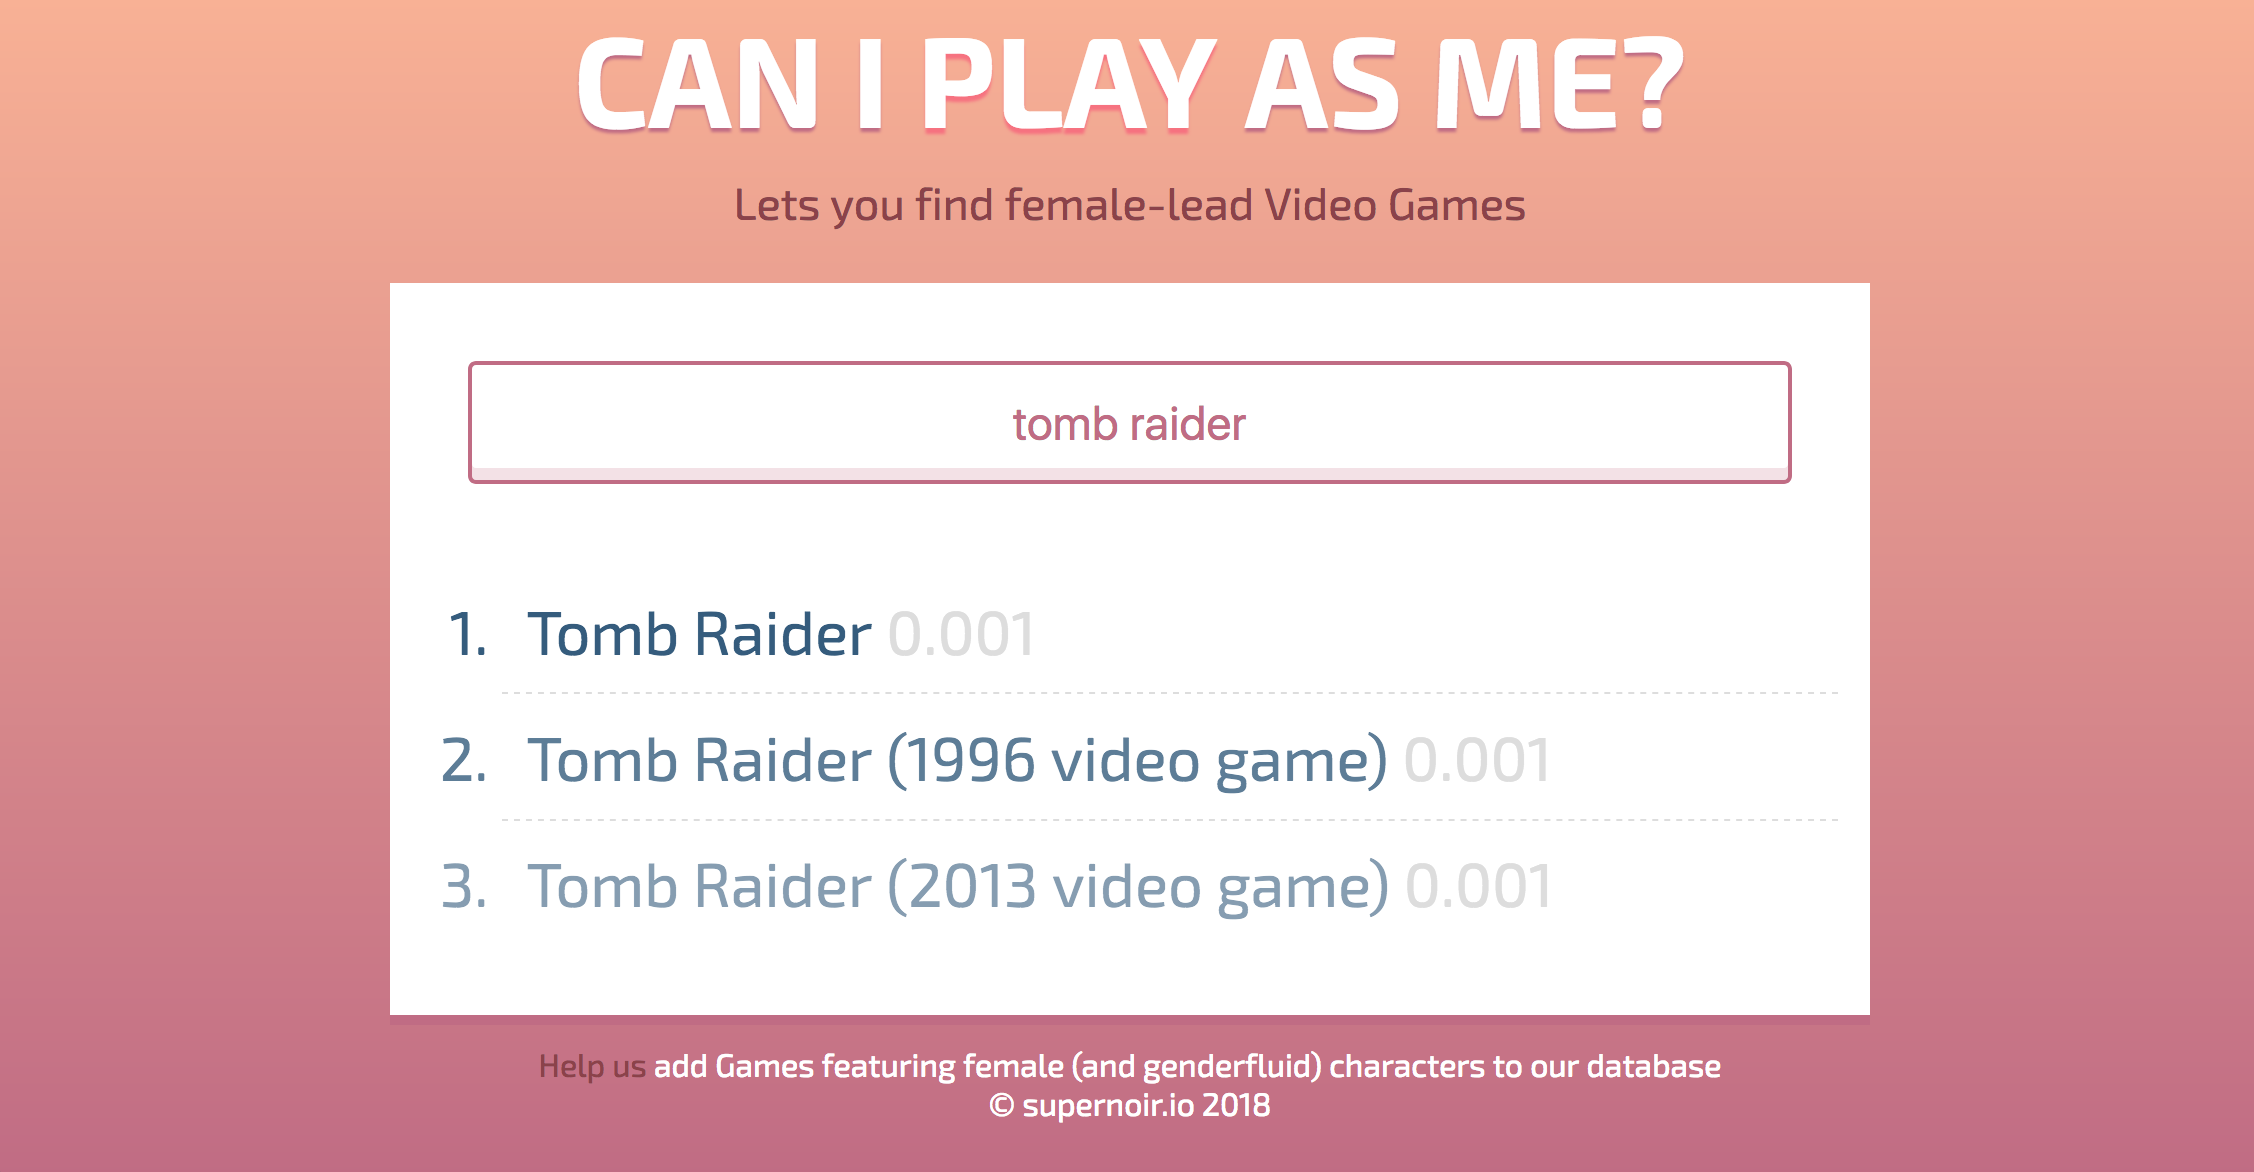 CAN I PLAY AS ME?
Lets you find female-lead Video Games
tomb raider
1. Tomb Raider 0.001
2. Tomb Raider (1996 video game) 0.001
3. Tomb Raider (2013 video game) 0.001
Help us add Games featuring female (and genderfluid) characters to our database
© supernoir.io 2018